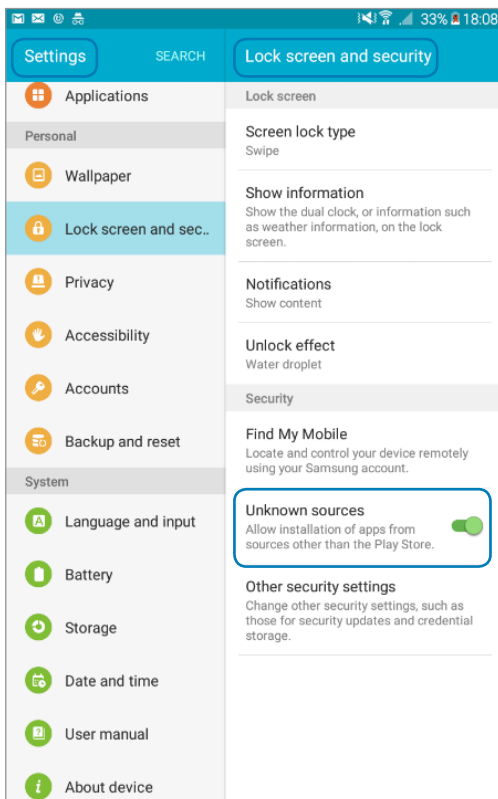 33% 18:08
Settings
SEARCH
Applications
Personal
Wallpaper
Lock screen and sec..
Privacy
Accessibility
Accounts
Backup and reset
System
Language and input
Battery
Storage
Date and time
User manual
About device
Lock screen and security
Lock screen
Screen lock type
Swipe
Show information
Show the dual clock, or information such
as weather information, on the lock
screen.
Notifications
Show content
Unlock effect
Water droplet
Security
Find My Mobile
Locate and control your device remotely
using your Samsung account.
Unknown sources
Allow installation of apps from
sources other than the Play Store.
Other security settings
Change other security settings, such as
those for security updates and credential
storage.